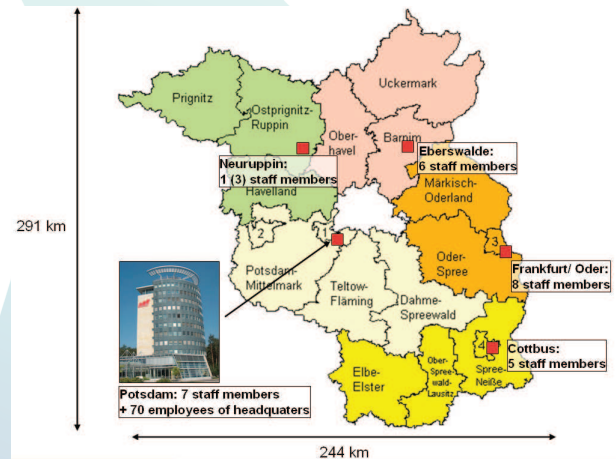 Uckermark
Prignitz
Ostprignitz-
Ruppin
Ober-
havel
Barnim
Neuruppin:
1 (3) staff members
Eberswalde:
6 staff members
Havelland
Märkisch-
Oderland
291 km
2
1
3
Potsdam-
Mittelmark
Teltow-
Fläming
Oder-
Spree
Frankfurt/ Oder:
8 staff members
Dahme-
Spreewald
Cottbus:
5 staff members
4
Elbe-
Elster
Ober-
Spree-
wald-
Lausitz
Spree-
Neiße
Potsdam: 7 staff members
+ 70 employees of headquaters
244 km